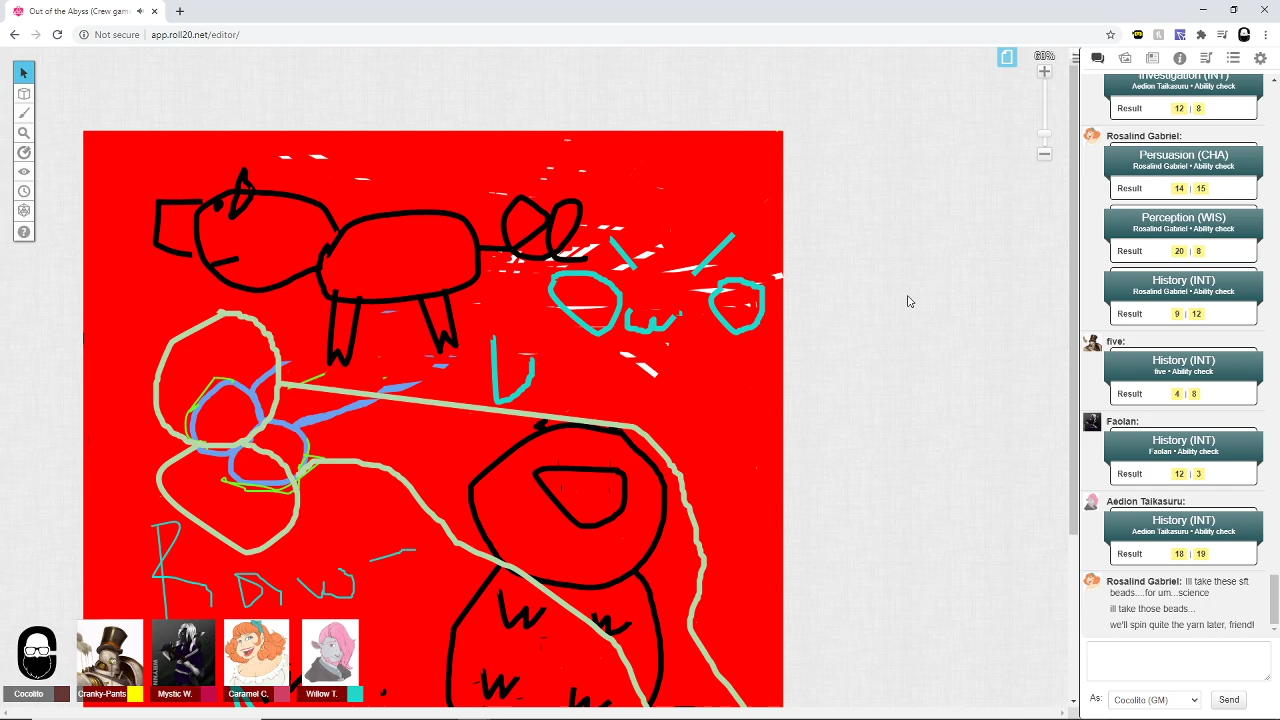 Out of the Abyss (Crew gam
Not secure | app.roll20.net/editor/
60%
Investigation (INT)
Aedion Taikasuru • Ability check
Result 12 | 8
Rosalind Gabriel:
Persuasion (CHA)
Rosalind Gabriel • Ability check
Result 14 | 15
Perception (WIS)
Rosalind Gabriel • Ability check
Result 20 | 8
History (INT)
Rosalind Gabriel • Ability check
Result 9 | 12
five:
History (INT)
five • Ability check
Result 4 | 8
Faolan:
History (INT)
Faolan • Ability check
Result 12 | 3
Aedion Taikasuru:
History (INT)
Aedion Taikasuru • Ability check
Result 18 | 19
Rosalind Gabriel: Ill take these sft
beads....for um...science
ill take those beads...
we'll spin quite the yarn later, friend!
w w
w w
Cocolito Cranky-Pants Mystic W. Caramel C. Willow T.
As: Cocolito (GM) Send